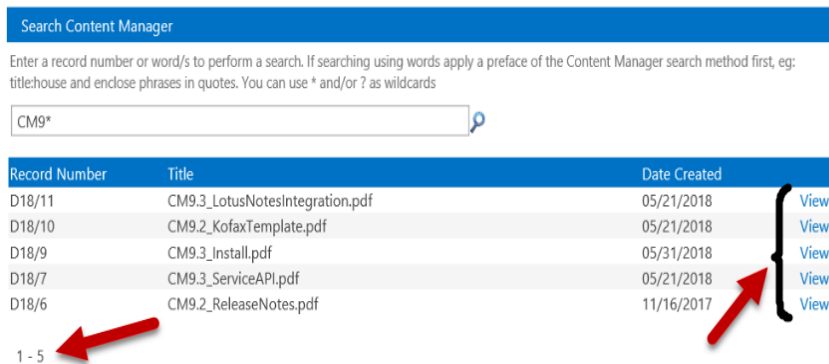 Search Content Manager
Enter a record number or word/s to perform a search. If searching using words apply a preface of the Content Manager search method first, eg:
title:house and enclose phrases in quotes. You can use * and/or ? as wildcards
CM9*
Record Number Title Date Created
D18/11 CM9.3_LotusNotesIntegration.pdf 05/21/2018 View
D18/10 CM9.2_KofaxTemplate.pdf 05/21/2018 View
D18/9 CM9.3_Install.pdf 05/31/2018 View
D18/7 CM9.3_ServiceAPI.pdf 05/21/2018 View
D18/6 CM9.2_ReleaseNotes.pdf 11/16/2017 View
1 - 5